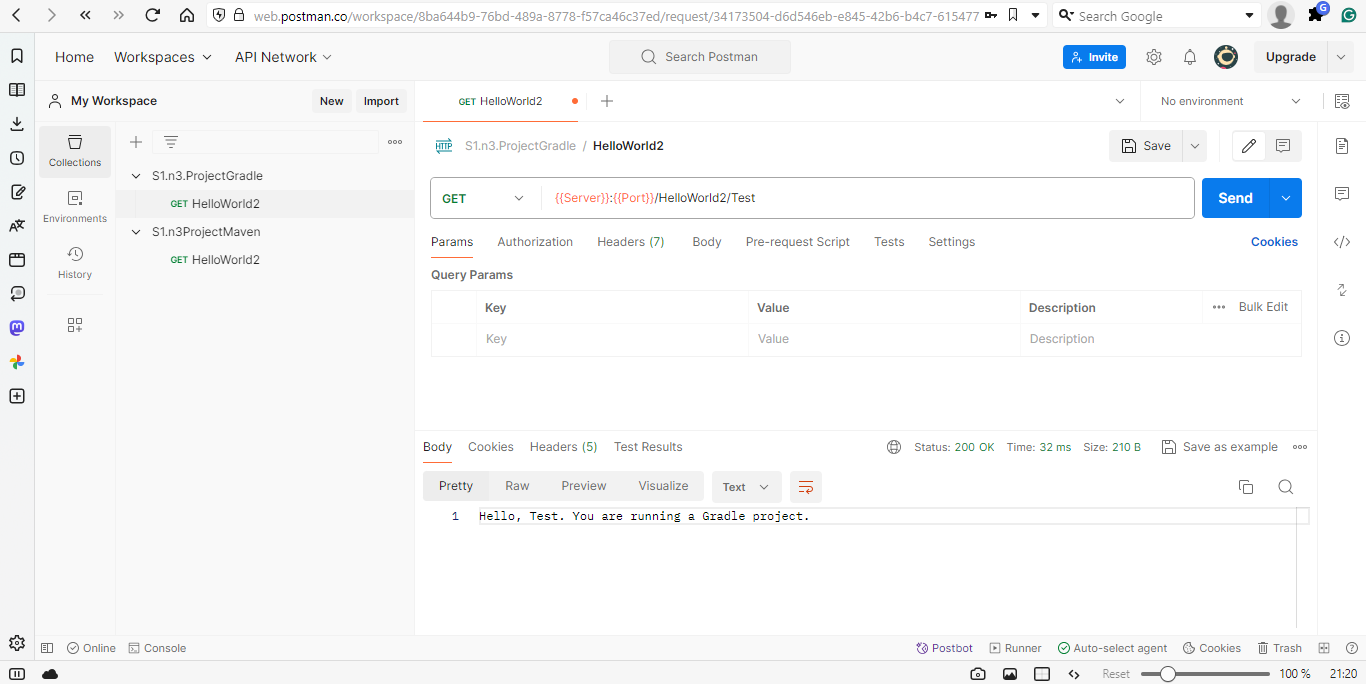 web.postman.co/workspace/8ba644b9-76bd-489a-8778-f57ca46c37ed/request/34173504-d6d546eb-e845-42b6-b4c7-615477
Search Google
G
Home Workspaces API Network
Search Postman
Invite
Upgrade
My Workspace
New Import
GET HelloWorld2
No environment
Collections
Environments
History
S1.n3.ProjectGradle
GET HelloWorld2
S1.n3ProjectMaven
GET HelloWorld2
HTTP S1.n3.ProjectGradle / HelloWorld2
Save
GET {{Server}}:{{Port}}/HelloWorld2/Test
Send
Params Authorization Headers (7) Body Pre-request Script Tests Settings Cookies
Query Params
Key Value Description Bulk Edit
Key Value Description
Body Cookies Headers (5) Test Results
Status: 200 OK Time: 32 ms Size: 210 B Save as example
Pretty Raw Preview Visualize Text
1 Hello, Test. You are running a Gradle project.
Online Console
Postbot Runner Auto-select agent Cookies Trash
Reset 100 % 21:20